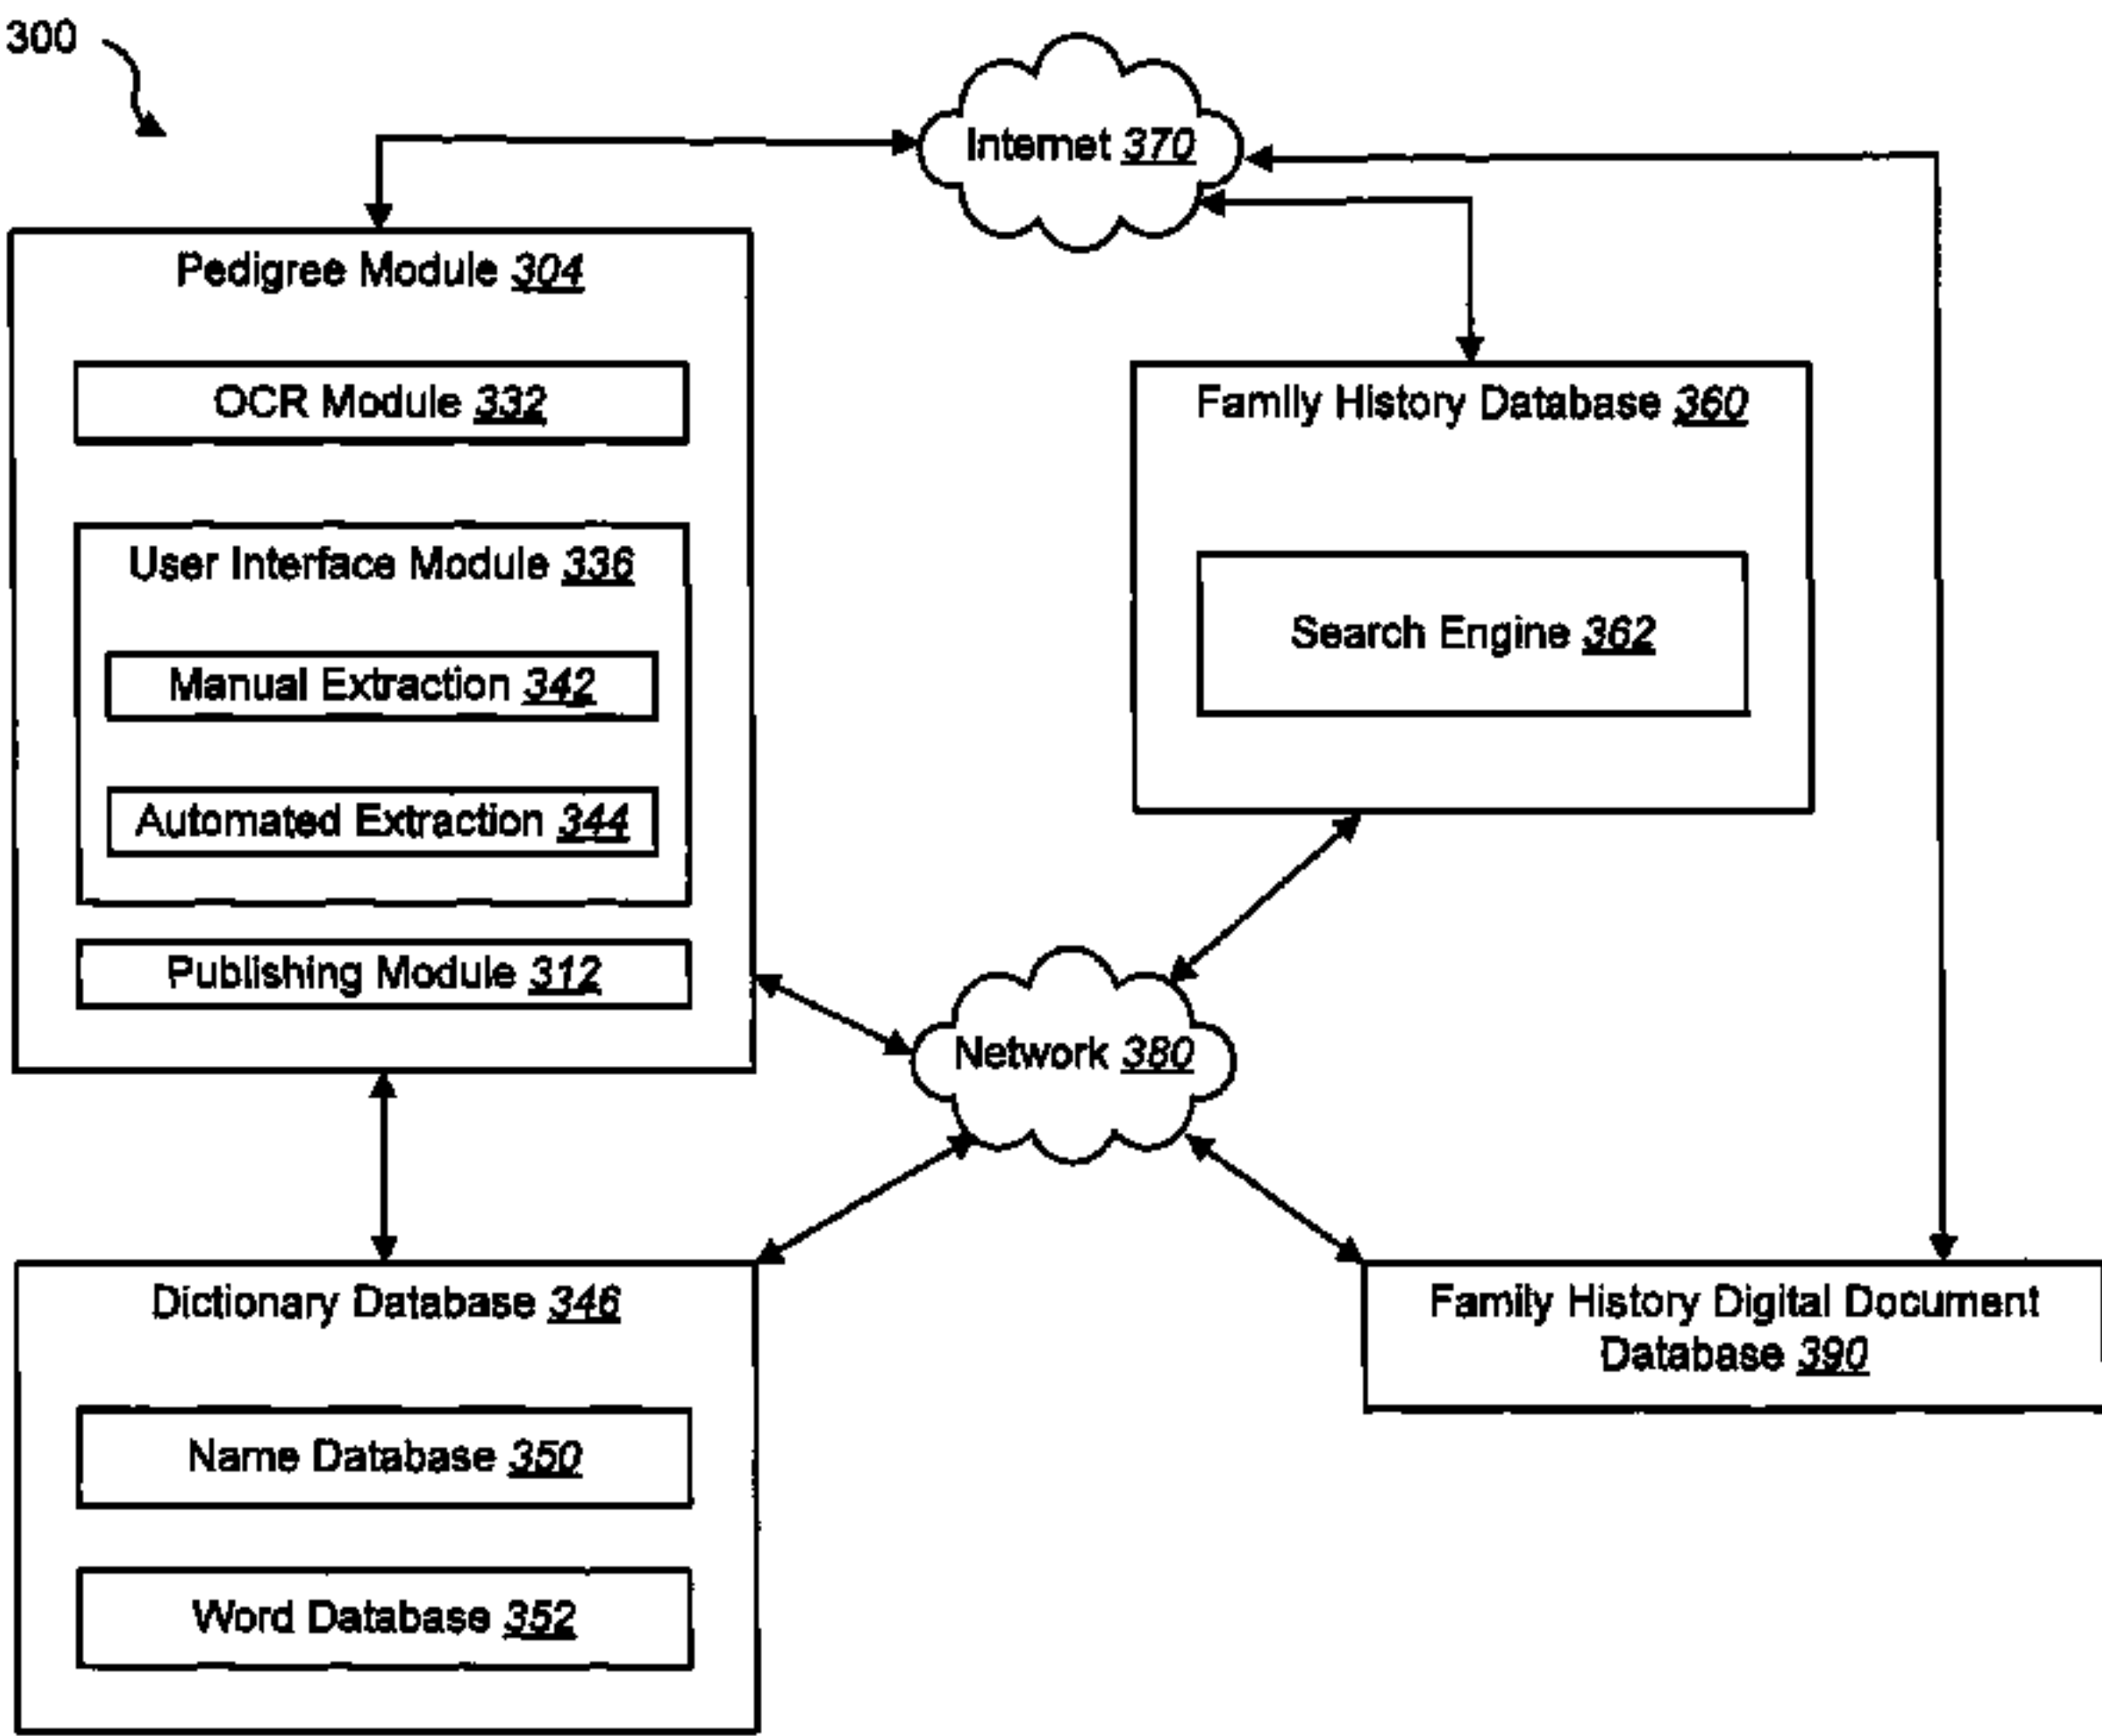 300
Internet 370
Pedigree Module 304
OCR Module 332
User Interface Module 336
Manual Extraction 342
Automated Extraction 344
Publishing Module 312
Family History Database 360
Search Engine 362
Network 380
Dictionary Database 346
Name Database 350
Word Database 352
Family History Digital Document
Database 390